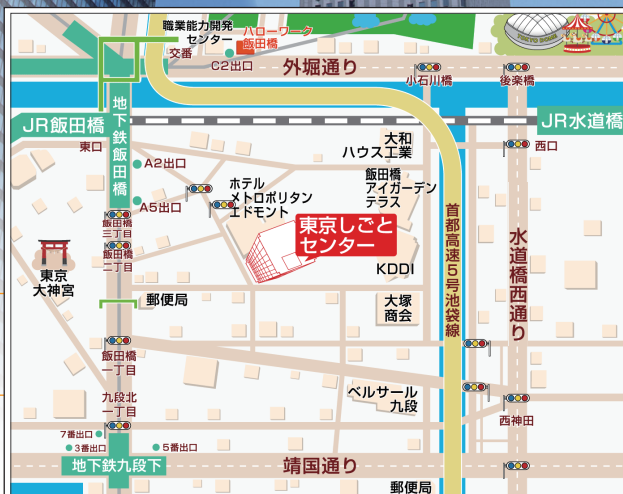 職業能力開発
センター
ハローワーク
飯田橋
交番
C2出口
外堀通り
TOKYO DOME
小石川橋
後楽橋
JR飯田橋
地下鉄飯田橋
JR水道橋
東口
西口
大和
ハウス工業
A2出口
ホテル
メトロポリタン
エドモント
飯田橋
アイガーデン
テラス
A5出口
飯田橋
三丁目
東京しごと
センター
首都高速5号池袋線
水道橋西通り
飯田橋
二丁目
東京
大神宮
KDDI
郵便局
大塚
商会
飯田橋
一丁目
九段北
一丁目
ベルサール
九段
西神田
7番出口
3番出口
5番出口
地下鉄九段下
靖国通り
郵便局